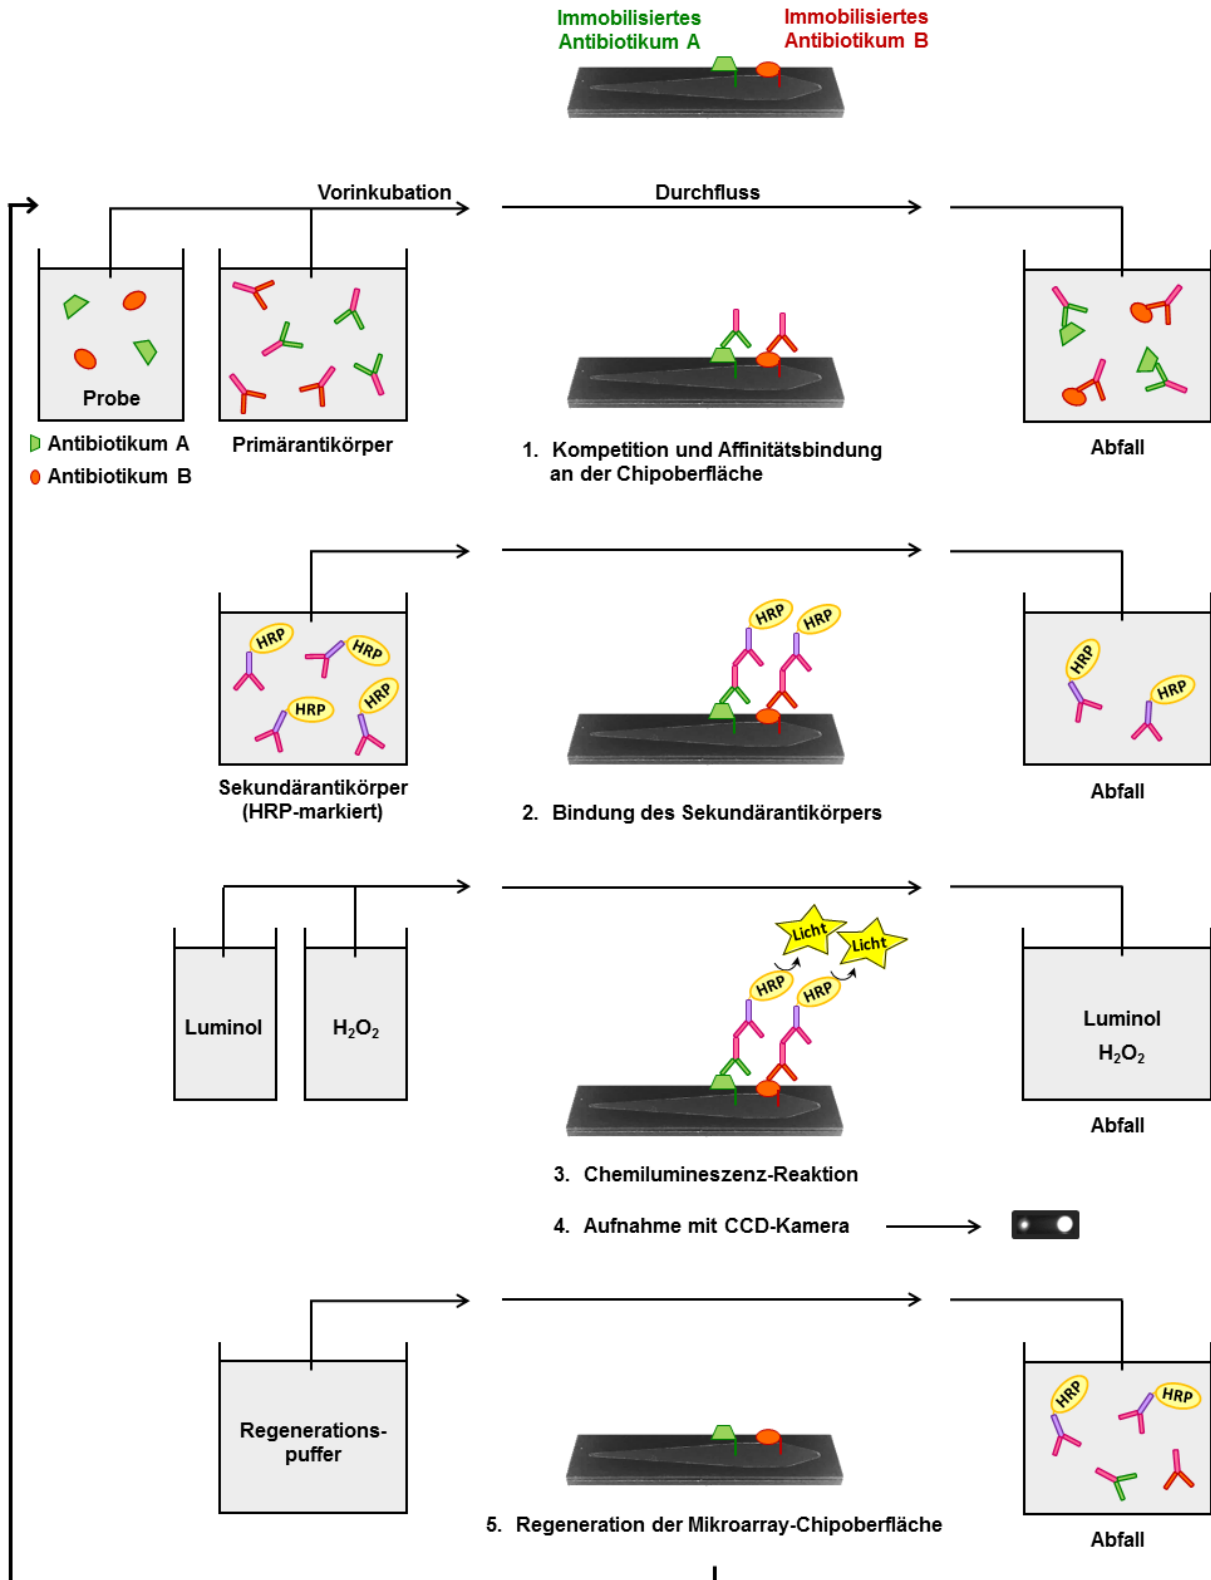 Immobilisiertes
Antibiotikum A
Immobilisiertes
Antibiotikum B
Vorinkubation
Durchfluss
Probe
Antibiotikum A
Antibiotikum B
Primärantikörper
1. Kompetition und Affinitätsbindung
an der Chipoberfläche
Abfall
HRP
HRP
HRP
HRP
Sekundärantikörper
(HRP-markiert)
HRP
HRP
2. Bindung des Sekundärantikörpers
HRP
HRP
Abfall
Luminol
H₂O₂
Licht
Licht
HRP
HRP
3. Chemilumineszenz-Reaktion
Luminol
H₂O₂
Abfall
4. Aufnahme mit CCD-Kamera
Regenerations-
puffer
5. Regeneration der Mikroarray-Chipoberfläche
HRP
HRP
Abfall